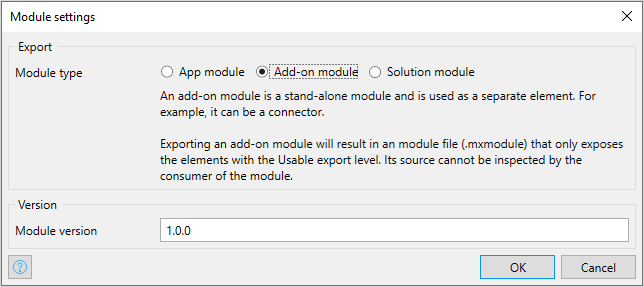 Module settings
Export
Module type
App module
Add-on module
Solution module
An add-on module is a stand-alone module and is used as a separate element. For
example, it can be a connector.
Exporting an add-on module will result in an module file (.mxmodule) that only exposes
the elements with the Usable export level. Its source cannot be inspected by the
consumer of the module.
Version
Module version
1.0.0
?
OK
Cancel